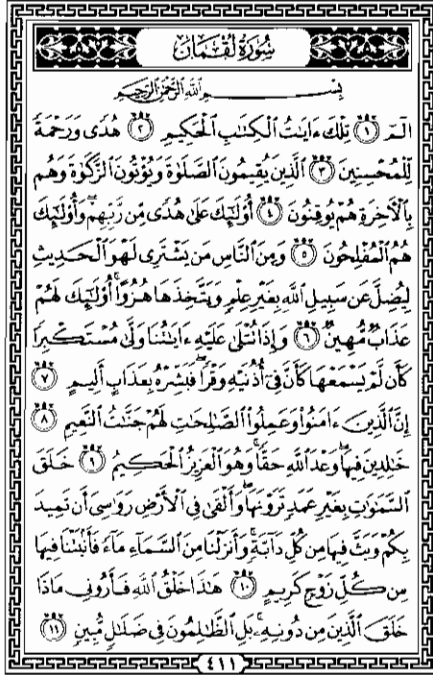 سُورَةُ لُقْمَانَ
بِسْمِ ٱللَّهِ ٱلرَّحْمَٰنِ ٱلرَّحِيمِ
الٓمٓ ١ تِلْكَ ءَايَٰتُ ٱلْكِتَٰبِ ٱلْحَكِيمِ ٢ هُدًى وَرَحْمَةً
لِّلْمُحْسِنِينَ ٣ ٱلَّذِينَ يُقِيمُونَ ٱلصَّلَوٰةَ وَيُؤْتُونَ ٱلزَّكَوٰةَ وَهُم
بِٱلْءَاخِرَةِ هُمْ يُوقِنُونَ ٤ أُو۟لَٰٓئِكَ عَلَىٰ هُدًى مِّن رَّبِّهِمْ ۖ وَأُو۟لَٰٓئِكَ
هُمُ ٱلْمُفْلِحُونَ ٥ وَمِنَ ٱلنَّاسِ مَن يَشْتَرِى لَهْوَ ٱلْحَدِيثِ
لِيُضِلَّ عَن سَبِيلِ ٱللَّهِ بِغَيْرِ عِلْمٍ وَيَتَّخِذَهَا هُزُوًا ۚ أُو۟لَٰٓئِكَ لَهُمْ
عَذَابٌ مُّهِينٌ ٦ وَإِذَا تُتْلَىٰ عَلَيْهِ ءَايَٰتُنَا وَلَّىٰ مُسْتَكْبِرًا
كَأَن لَّمْ يَسْمَعْهَا كَأَنَّ فِىٓ أُذُنَيْهِ وَقْرًا ۖ فَبَشِّرْهُ بِعَذَابٍ أَلِيمٍ ٧
إِنَّ ٱلَّذِينَ ءَامَنُوا۟ وَعَمِلُوا۟ ٱلصَّٰلِحَٰتِ لَهُمْ جَنَّٰتُ ٱلنَّعِيمِ ٨
خَٰلِدِينَ فِيهَا ۖ وَعْدَ ٱللَّهِ حَقًّا ۚ وَهُوَ ٱلْعَزِيزُ ٱلْحَكِيمُ ٩ خَلَقَ
ٱلسَّمَٰوَٰتِ بِغَيْرِ عَمَدٍ تَرَوْنَهَا ۖ وَأَلْقَىٰ فِى ٱلْأَرْضِ رَوَٰسِىَ أَن تَمِيدَ
بِكُمْ وَبَثَّ فِيهَا مِن كُلِّ دَآبَّةٍ ۚ وَأَنزَلْنَا مِنَ ٱلسَّمَآءِ مَآءً فَأَنۢبَتْنَا فِيهَا
مِن كُلِّ زَوْجٍ كَرِيمٍ ١٠ هَٰذَا خَلْقُ ٱللَّهِ فَأَرُونِى مَاذَا
خَلَقَ ٱلَّذِينَ مِن دُونِهِۦ ۚ بَلِ ٱلظَّٰلِمُونَ فِى ضَلَٰلٍ مُّبِينٍ ١١
٤١١